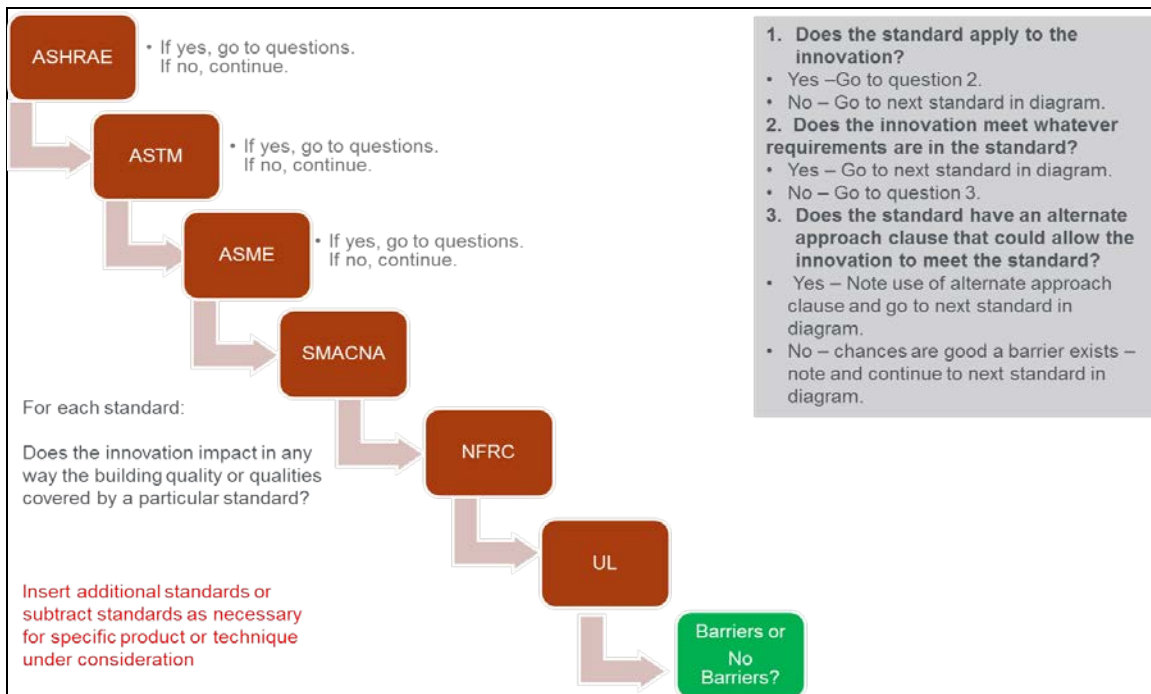 ASHRAE
• If yes, go to questions.
If no, continue.
ASTM
• If yes, go to questions.
If no, continue.
ASME
• If yes, go to questions.
If no, continue.
SMACNA
NFRC
UL
Barriers or
No
Barriers?
For each standard:
Does the innovation impact in any
way the building quality or qualities
covered by a particular standard?
Insert additional standards or
subtract standards as necessary
for specific product or technique
under consideration
1. Does the standard apply to the
innovation?
• Yes –Go to question 2.
• No – Go to next standard in diagram.
2. Does the innovation meet whatever
requirements are in the standard?
• Yes – Go to next standard in diagram.
• No – Go to question 3.
3. Does the standard have an alternate
approach clause that could allow the
innovation to meet the standard?
• Yes – Note use of alternate approach
clause and go to next standard in
diagram.
• No – chances are good a barrier exists –
note and continue to next standard in
diagram.